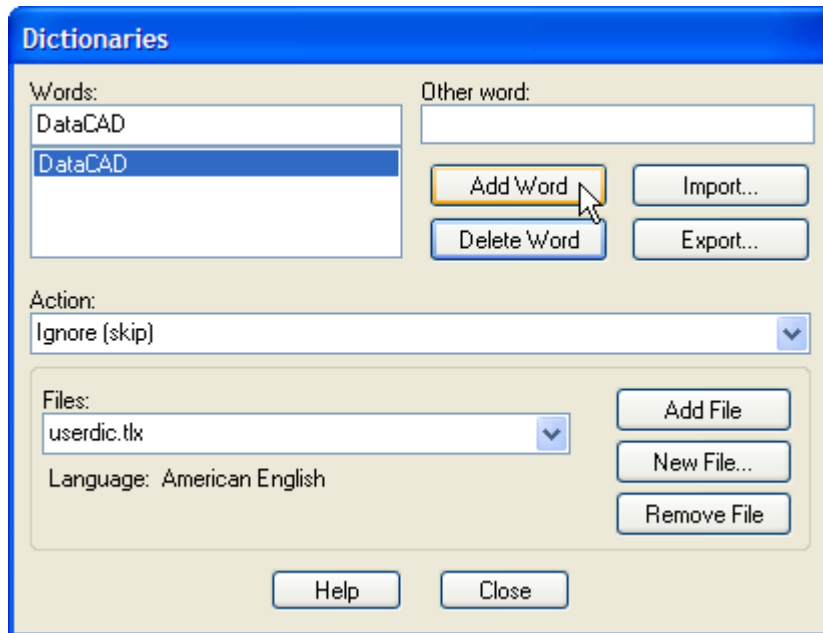 Dictionaries
Words:
Other word:
DataCAD
DataCAD
Add Word
Import...
Delete Word
Export...
Action:
Ignore (skip)
Files:
userdic.tlx
Language: American English
Add File
New File...
Remove File
Help
Close